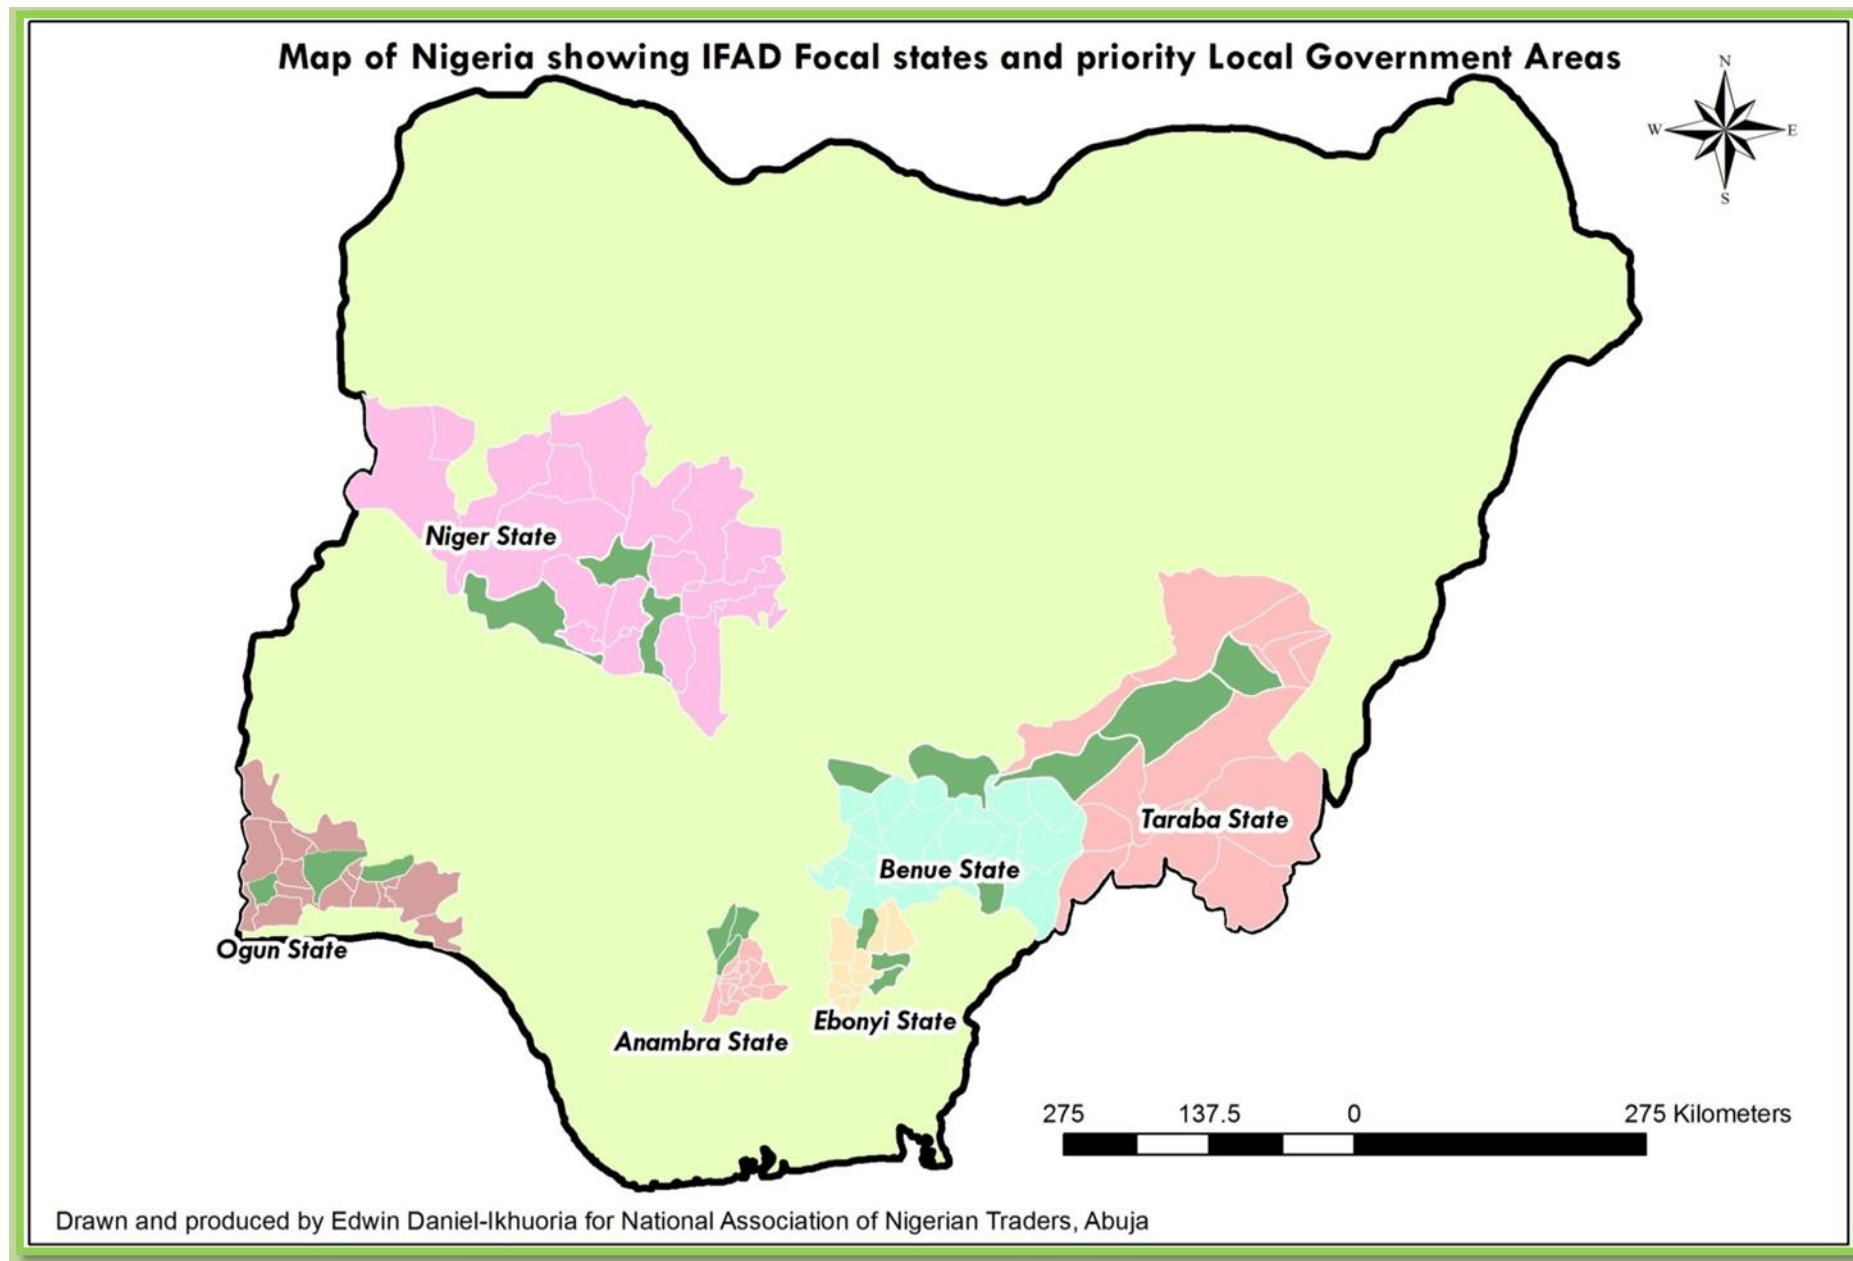 Map of Nigeria showing IFAD Focal states and priority Local Government Areas
N
W E
S
Niger State
Taraba State
Benue State
Ogun State
Ebonyi State
Anambra State
275 137.5 0 275 Kilometers
Drawn and produced by Edwin Daniel-Ikhuoria for National Association of Nigerian Traders, Abuja